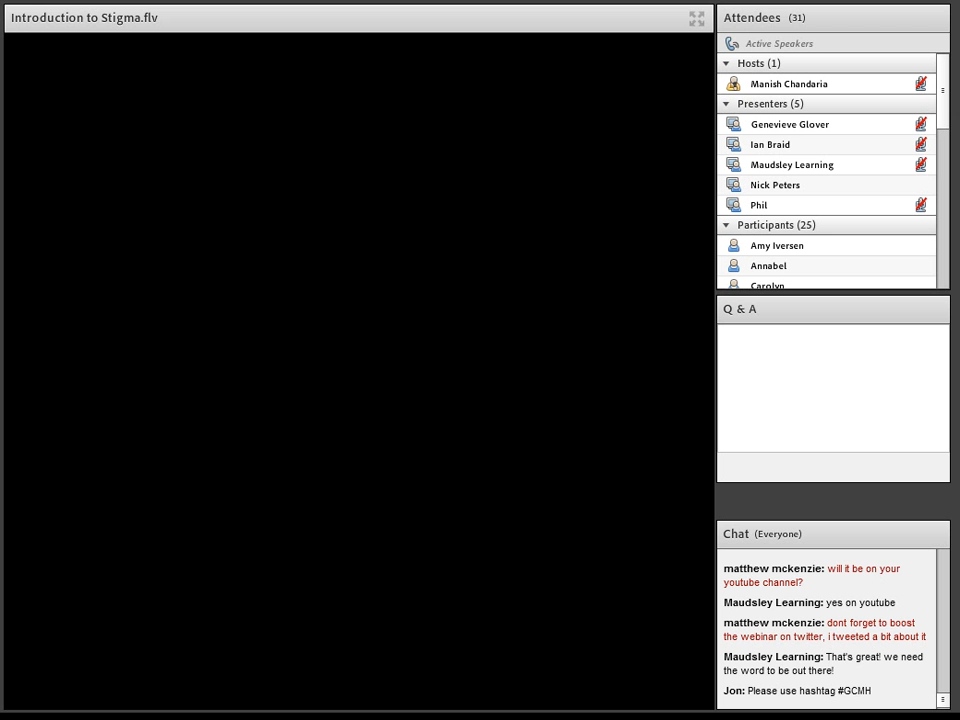 Introduction to Stigma.flv
Attendees (31)
Active Speakers
Hosts (1)
Manish Chandaria
Presenters (5)
Genevieve Glover
Ian Braid
Maudsley Learning
Nick Peters
Phil
Participants (25)
Amy Iversen
Annabel
Carolyn
Q & A
Chat (Everyone)
matthew mckenzie: will it be on your
youtube channel?
Maudsley Learning: yes on youtube
matthew mckenzie: dont forget to boost
the webinar on twitter, i tweeted a bit about it
Maudsley Learning: That's great! we need
the word to be out there!
Jon: Please use hashtag #GCMH